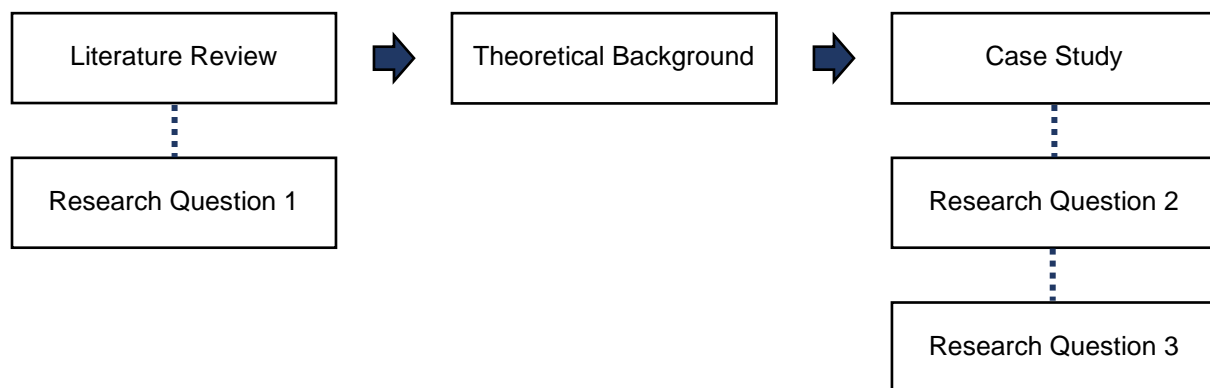 Literature Review
Theoretical Background
Case Study
Research Question 1
Research Question 2
Research Question 3